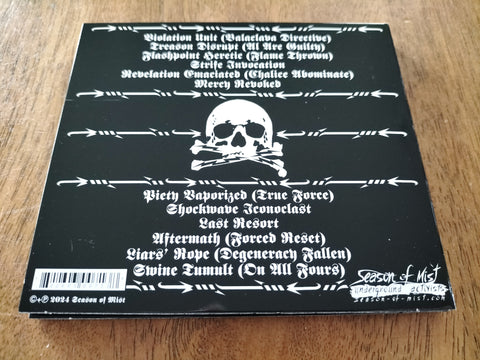 Violation Unit (Balaclava Directive)
Treason Disrupt (All Are Guilty)
Flashpoint Heretic (Flame Thrown)
Strife Invocation
Revelation Emaciated (Chalice Abominate)
Mercy Revoked
Piety Vaporized (True Force)
Shockwave Iconoclast
Last Resort
Aftermath (Forced Reset)
Liars' Rope (Degeneracy Fallen)
Swine Tumult (On All Fours)
Season of Mist
underground activists
season-of-mist.com
©+℗ 2024 Season of Mist